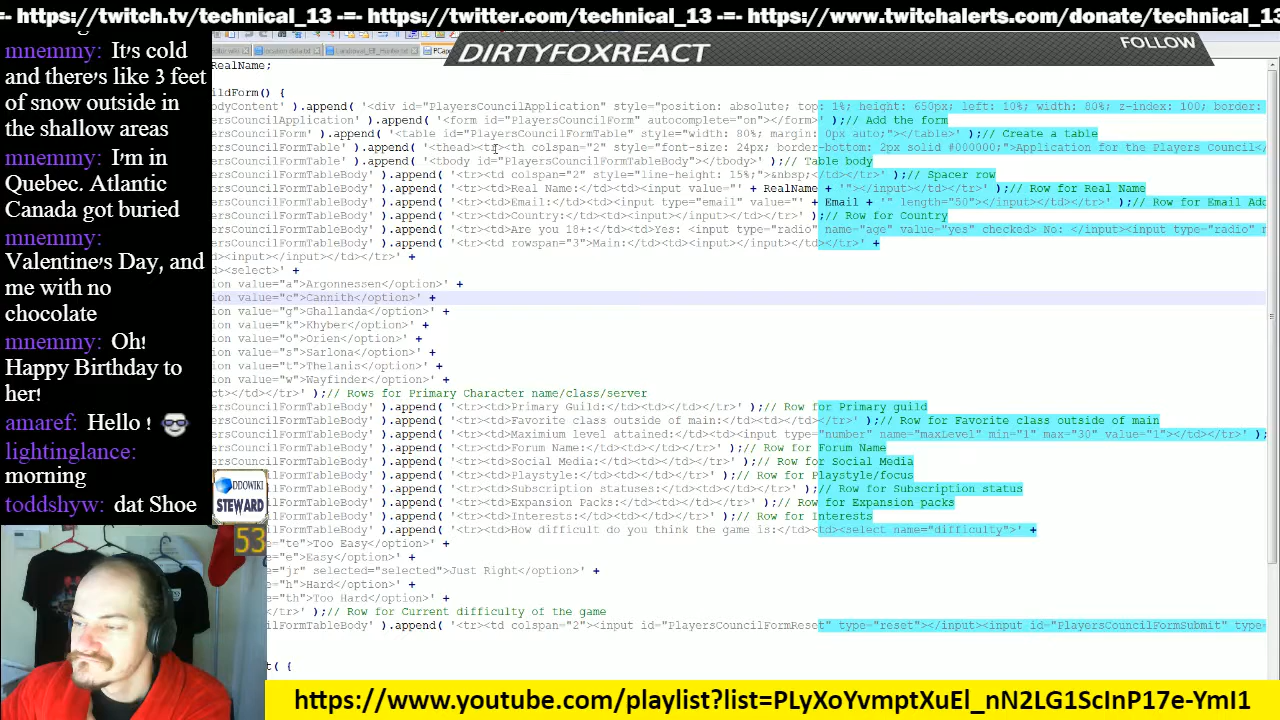 -=- https://twitch.tv/technical_13 -=- https://twitter.com/technical_13 -=- https://www.twitchalerts.com/donate/technical_13
DIRTYFOXREACT
FOLLOW
mnemmy: It's cold
and there's like 3 feet
of snow outside in
the shallow areas
mnemmy: I'm in
Quebec. Atlantic
Canada got buried
mnemmy:
Valentine's Day, and
me with no
chocolate
mnemmy: Oh!
Happy Birthday to
her!
amaref: Hello !
lightinglance:
morning
toddshyw: dat Shoe
DDOWIKI
STEWARD
53
RealName;
ildForm() {
odyContent' ).append( '<div id="PlayersCouncilApplication" style="position: absolute; top: 1%; height: 650px; left: 10%; width: 80%; z-index: 100; border:
ersCouncilApplication' ).append( '<form id="PlayersCouncilForm" autocomplete="on"></form>' );// Add the form
ersCouncilForm' ).append( '<table id="PlayersCouncilFormTable" style="width: 80%; margin: 0px auto;"></table>' );// Create a table
ersCouncilFormTable' ).append( '<thead><tr><th colspan="2" style="font-size: 24px; border-bottom: 2px solid #000000;">Application for the Players Council</
ersCouncilFormTable' ).append( '<tbody id="PlayersCouncilFormTableBody"></tbody>' );// Table body
ersCouncilFormTableBody' ).append( '<tr><td colspan="2" style="line-height: 15%;">&nbsp;</td></tr>' );// Spacer row
ersCouncilFormTableBody' ).append( '<tr><td>Real Name:</td><td><input value="' + RealName + '"></input></td></tr>' );// Row for Real Name
ersCouncilFormTableBody' ).append( '<tr><td>Email:</td><td><input type="email" value="' + Email + '" length="50"></input></td></tr>' );// Row for Email Add
ersCouncilFormTableBody' ).append( '<tr><td>Country:</td><td><input></input></td></tr>' );// Row for Country
ersCouncilFormTableBody' ).append( '<tr><td>Are you 18+:</td><td>Yes: <input type="radio" name="age" value="yes" checked> No: </input><input type="radio" n
ersCouncilFormTableBody' ).append( '<tr><td rowspan="3">Main:</td><td><input></input></td></tr>' +
d><input></input></td></tr>' +
d><select>' +
ion value="a">Argonnessen</option>' +
ion value="c">Cannith</option>' +
ion value="g">Ghallanda</option>' +
ion value="k">Khyber</option>' +
ion value="o">Orien</option>' +
ion value="s">Sarlona</option>' +
ion value="t">Thelanis</option>' +
ion value="w">Wayfinder</option>' +
ct></td></tr>' );// Rows for Primary Character name/class/server
ersCouncilFormTableBody' ).append( '<tr><td>Primary Guild:</td><td></td></tr>' );// Row for Primary guild
ersCouncilFormTableBody' ).append( '<tr><td>Favorite class outside of main:</td><td></td></tr>' );// Row for Favorite class outside of main
ersCouncilFormTableBody' ).append( '<tr><td>Maximium level attained:</td><td><input type="number" name="maxLevel" min="1" max="30" value="1"></td></tr>' );
ersCouncilFormTableBody' ).append( '<tr><td>Forum Name:</td><td></td></tr>' );// Row for Forum Name
ersCouncilFormTableBody' ).append( '<tr><td>Social Media:</td><td></td></tr>' );// Row for Social Media
ersCouncilFormTableBody' ).append( '<tr><td>Playstyle:</td><td></td></tr>' );// Row for Playstyle/focus
ersCouncilFormTableBody' ).append( '<tr><td>Subscription statuses:</td><td></td></tr>' );// Row for Subscription status
ersCouncilFormTableBody' ).append( '<tr><td>Expansion Packs:</td><td></td></tr>' );// Row for Expansion packs
ersCouncilFormTableBody' ).append( '<tr><td>Interests:</td><td></td></tr>' );// Row for Interests
ilFormTableBody' ).append( '<tr><td>How difficult do you think the game is:</td><td><select name="difficulty">' +
="te">Too Easy</option>' +
="e">Easy</option>' +
="jr" selected="selected">Just Right</option>' +
="h">Hard</option>' +
="th">Too Hard</option>' +
</tr>' );// Row for Current difficulty of the game
ilFormTableBody' ).append( '<tr><td colspan="2"><input id="PlayersCouncilFormReset" type="reset"></input><input id="PlayersCouncilFormSubmit" type=
t( {
https://www.youtube.com/playlist?list=PLyXoYvmptXuEl_nN2LG1ScInP17e-YmI1